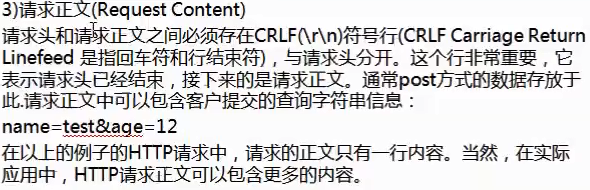 3)请求正文(Request Content)
请求头和请求正文之间必须存在CRLF(\r\n)符号行(CRLF Carriage Return
Linefeed 是指回车符和行结束符)，与请求头分开。这个行非常重要，它
表示请求头已经结束，接下来的是请求正文。通常post方式的数据存放于
此.请求正文中可以包含客户提交的查询字符串信息：
name=test&age=12
在以上的例子的HTTP请求中，请求的正文只有一行内容。当然，在实际
应用中，HTTP请求正文可以包含更多的内容。